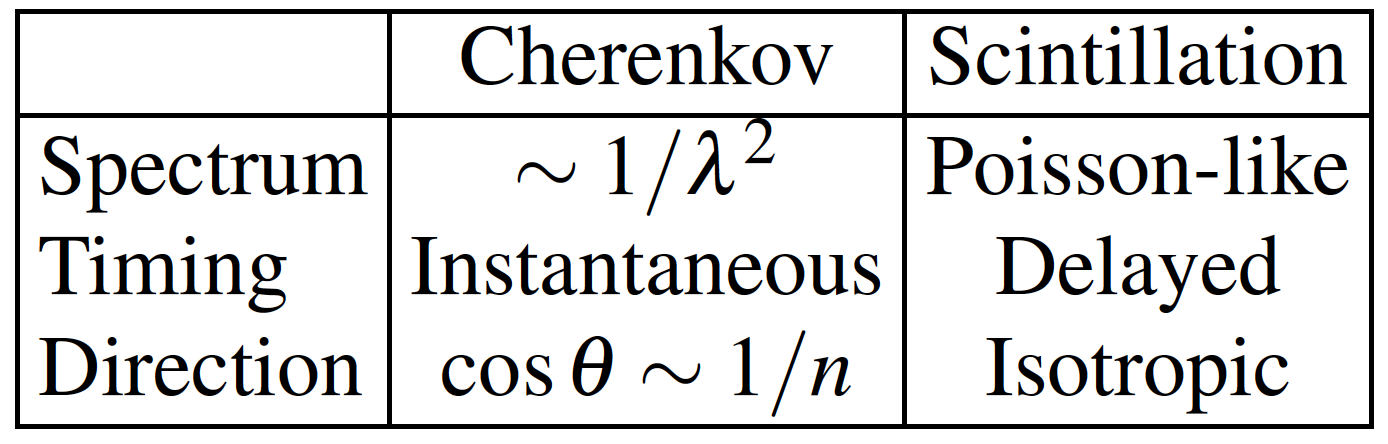 Cherenkov Scintillation
Spectrum ∼ 1/λ² Poisson-like
Timing Instantaneous Delayed
Direction cos θ ∼ 1/n Isotropic